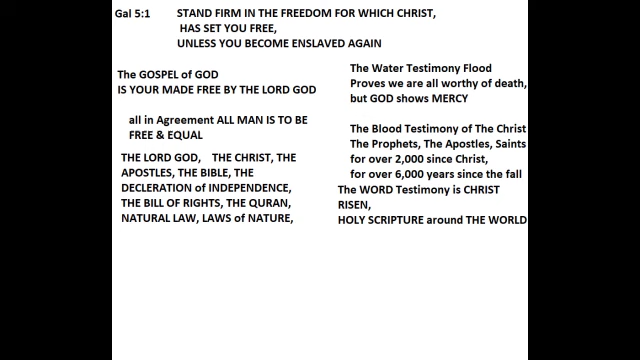 Gal 5:1 STAND FIRM IN THE FREEDOM FOR WHICH CHRIST,
HAS SET YOU FREE,
UNLESS YOU BECOME ENSLAVED AGAIN
The GOSPEL of GOD
IS YOUR MADE FREE BY THE LORD GOD
all in Agreement ALL MAN IS TO BE
FREE & EQUAL
THE LORD GOD, THE CHRIST, THE
APOSTLES, THE BIBLE, THE
DECLERATION of INDEPENDENCE,
THE BILL OF RIGHTS, THE QURAN,
NATURAL LAW, LAWS of NATURE,
The Water Testimony Flood
Proves we are all worthy of death,
but GOD shows MERCY
The Blood Testimony of The Christ
The Prophets, The Apostles, Saints
for over 2,000 since Christ,
for over 6,000 years since the fall
The WORD Testimony is CHRIST
RISEN,
HOLY SCRIPTURE around THE WORLD